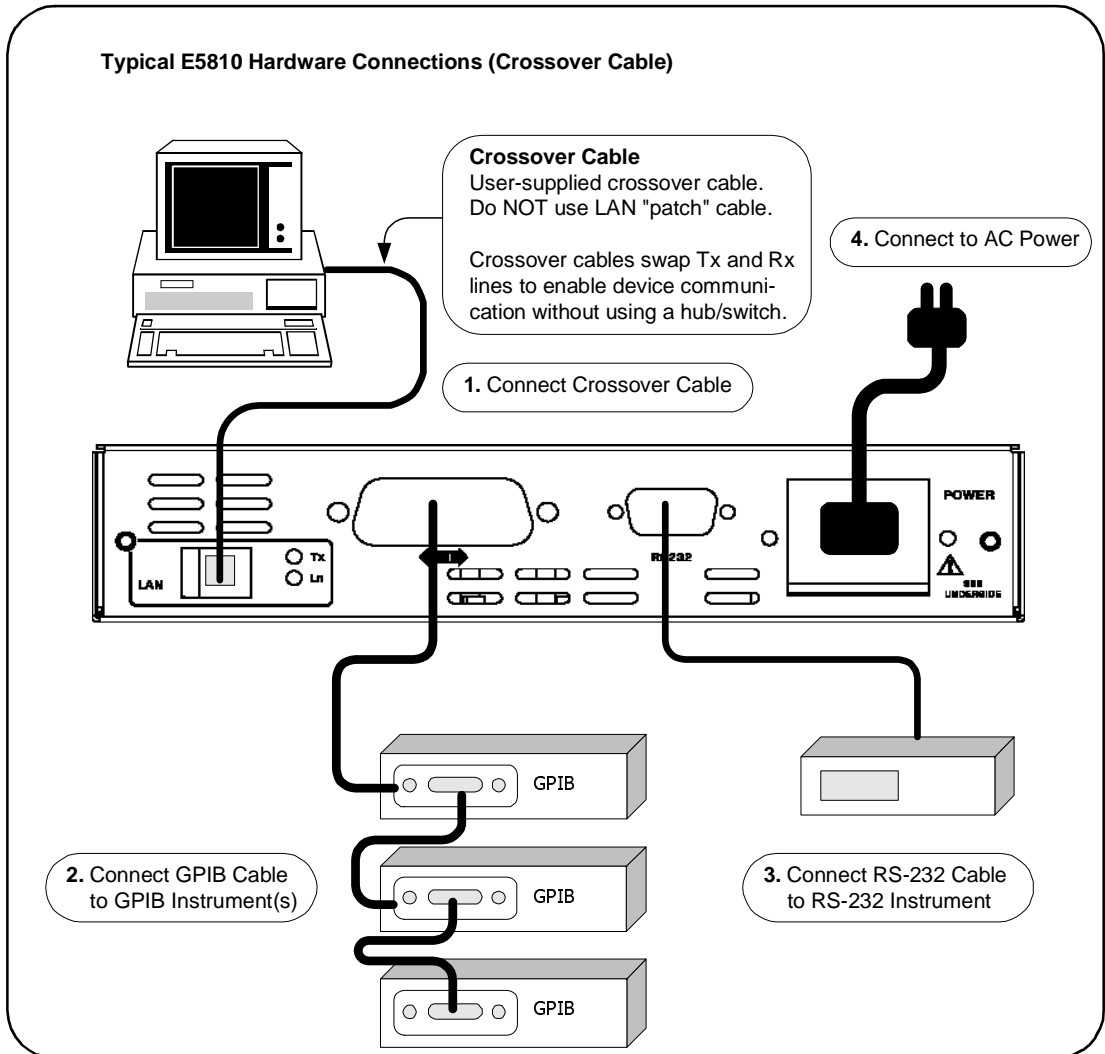 Typical E5810 Hardware Connections (Crossover Cable)
Crossover Cable
User-supplied crossover cable.
Do NOT use LAN "patch" cable.
Crossover cables swap Tx and Rx
lines to enable device communi-
cation without using a hub/switch.
4. Connect to AC Power
1. Connect Crossover Cable
LAN
Tx
Ln
RS232
POWER
SEE
UNDERSIDE
GPIB
GPIB
GPIB
2. Connect GPIB Cable
to GPIB Instrument(s)
3. Connect RS-232 Cable
to RS-232 Instrument